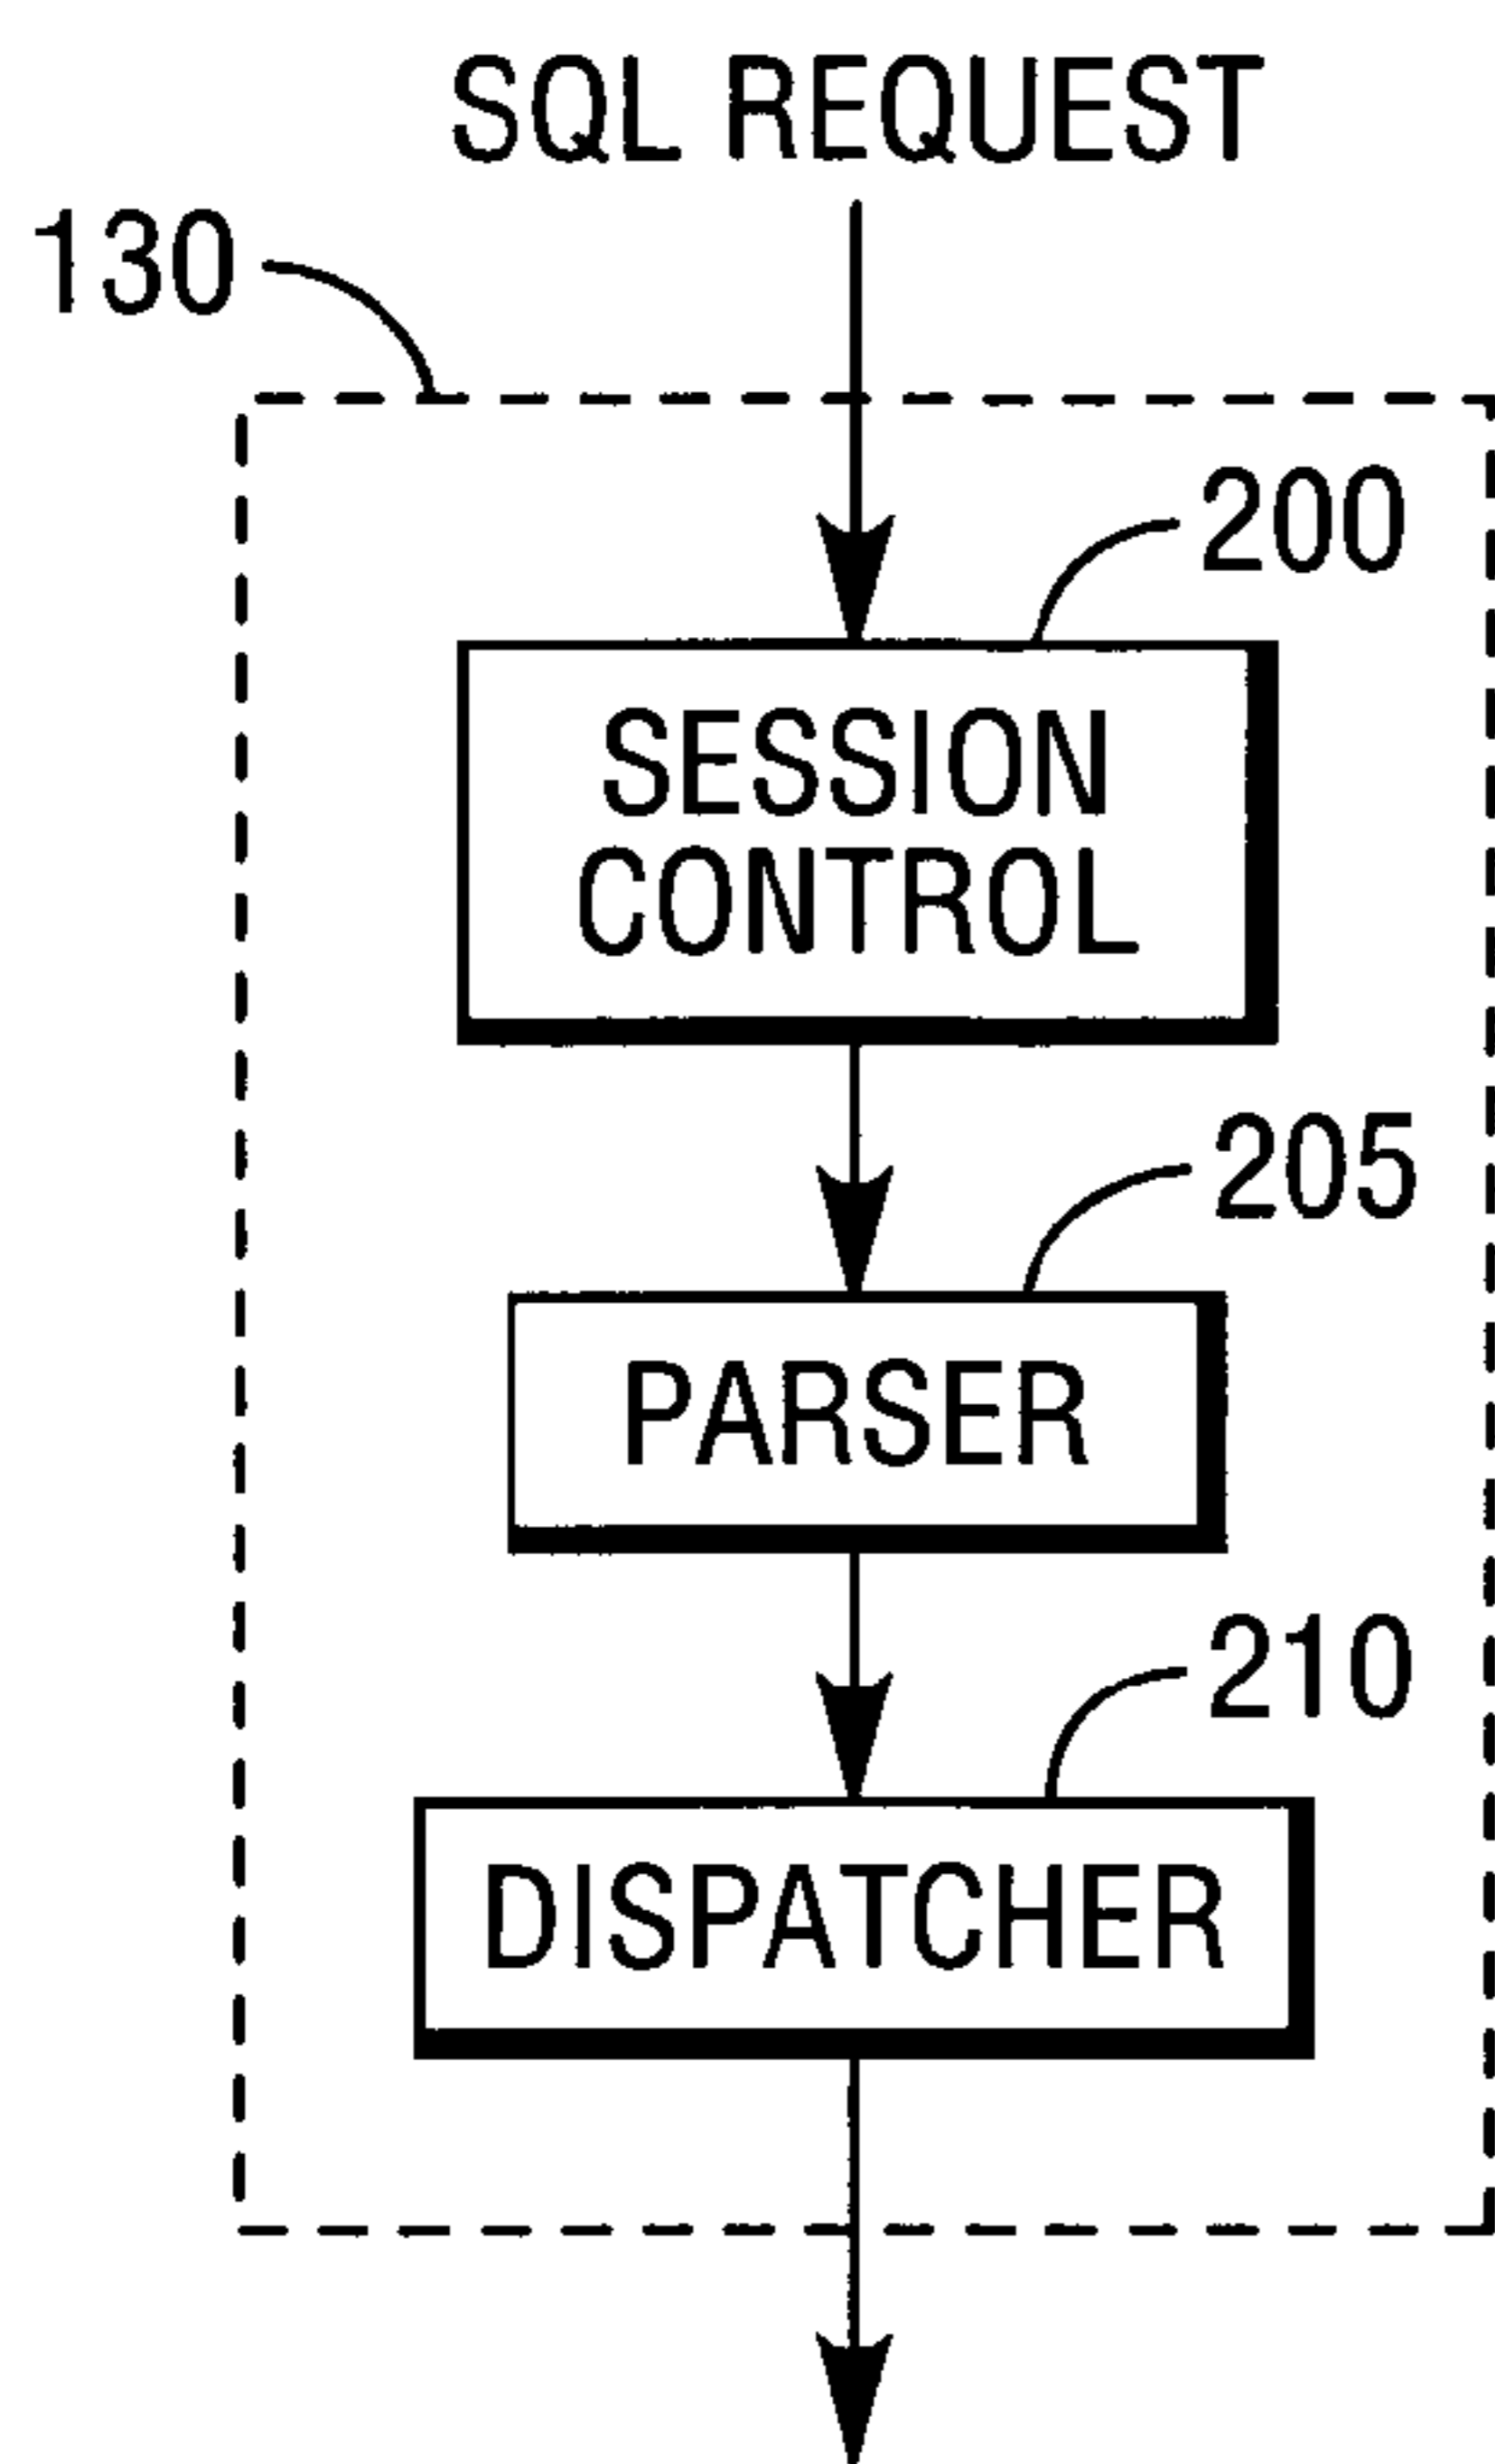 SQL REQUEST
130
200
SESSION
CONTROL
205
PARSER
210
DISPATCHER